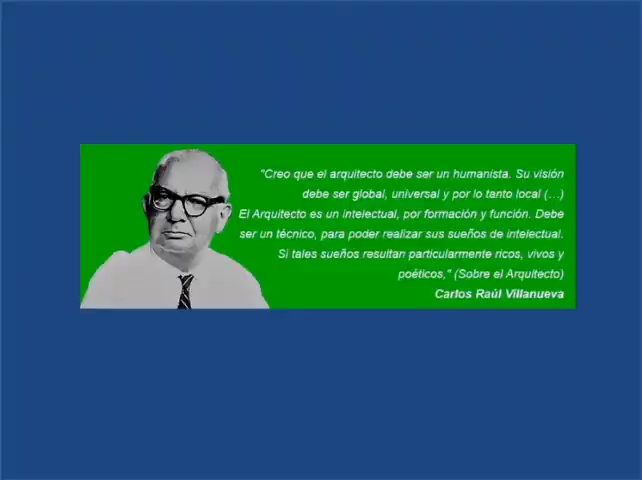 "Creo que el arquitecto debe ser un humanista. Su visión
debe ser global, universal y por lo tanto local (...)
El Arquitecto es un intelectual, por formación y función. Debe
ser un técnico, para poder realizar sus sueños de intelectual.
Si tales sueños resultan particularmente ricos, vivos y
poéticos," (Sobre el Arquitecto)
Carlos Raúl Villanueva